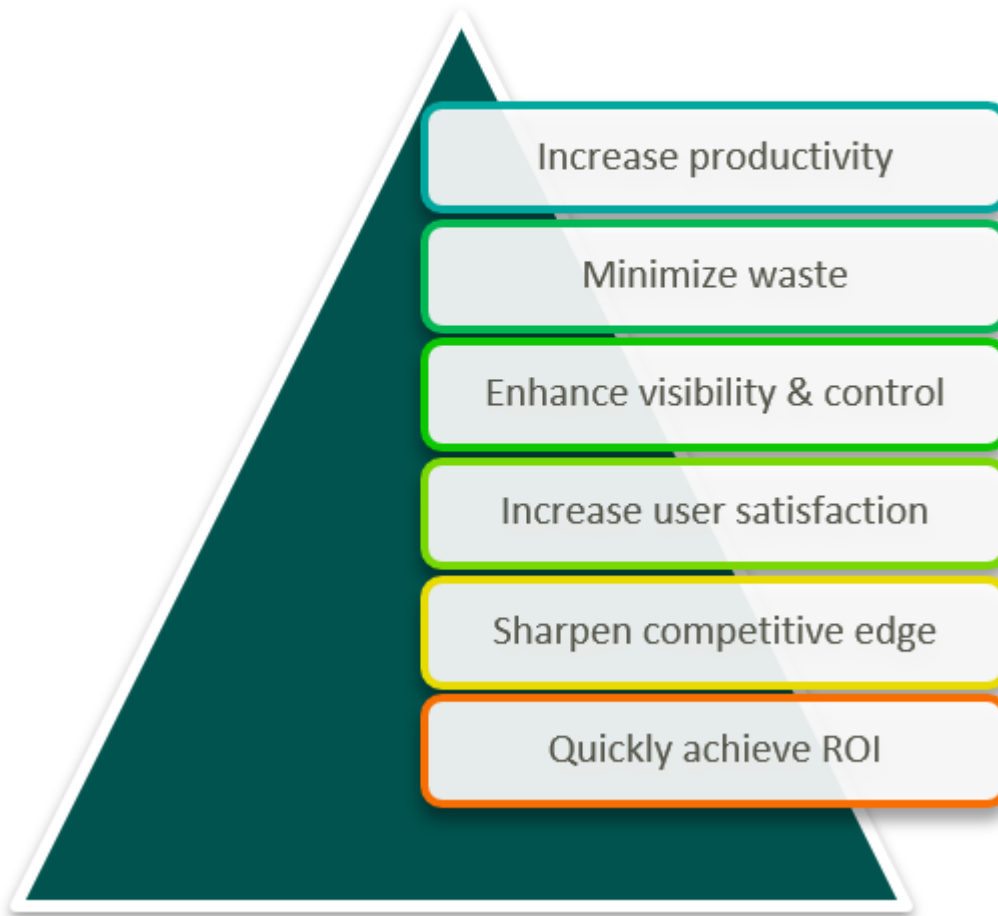 Increase productivity
Minimize waste
Enhance visibility & control
Increase user satisfaction
Sharpen competitive edge
Quickly achieve ROI